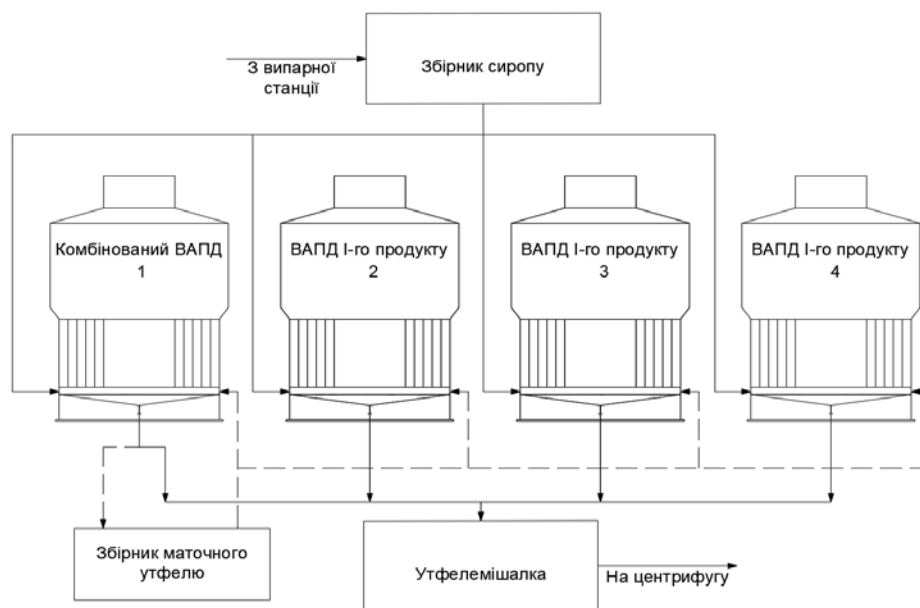 З випарної
станції
Збірник сиропу
Комбінований ВАПД
1
ВАПД І-го продукту
2
ВАПД І-го продукту
3
ВАПД І-го продукту
4
Збірник маточного
утфелю
Утфелемішалка
На центрифугу